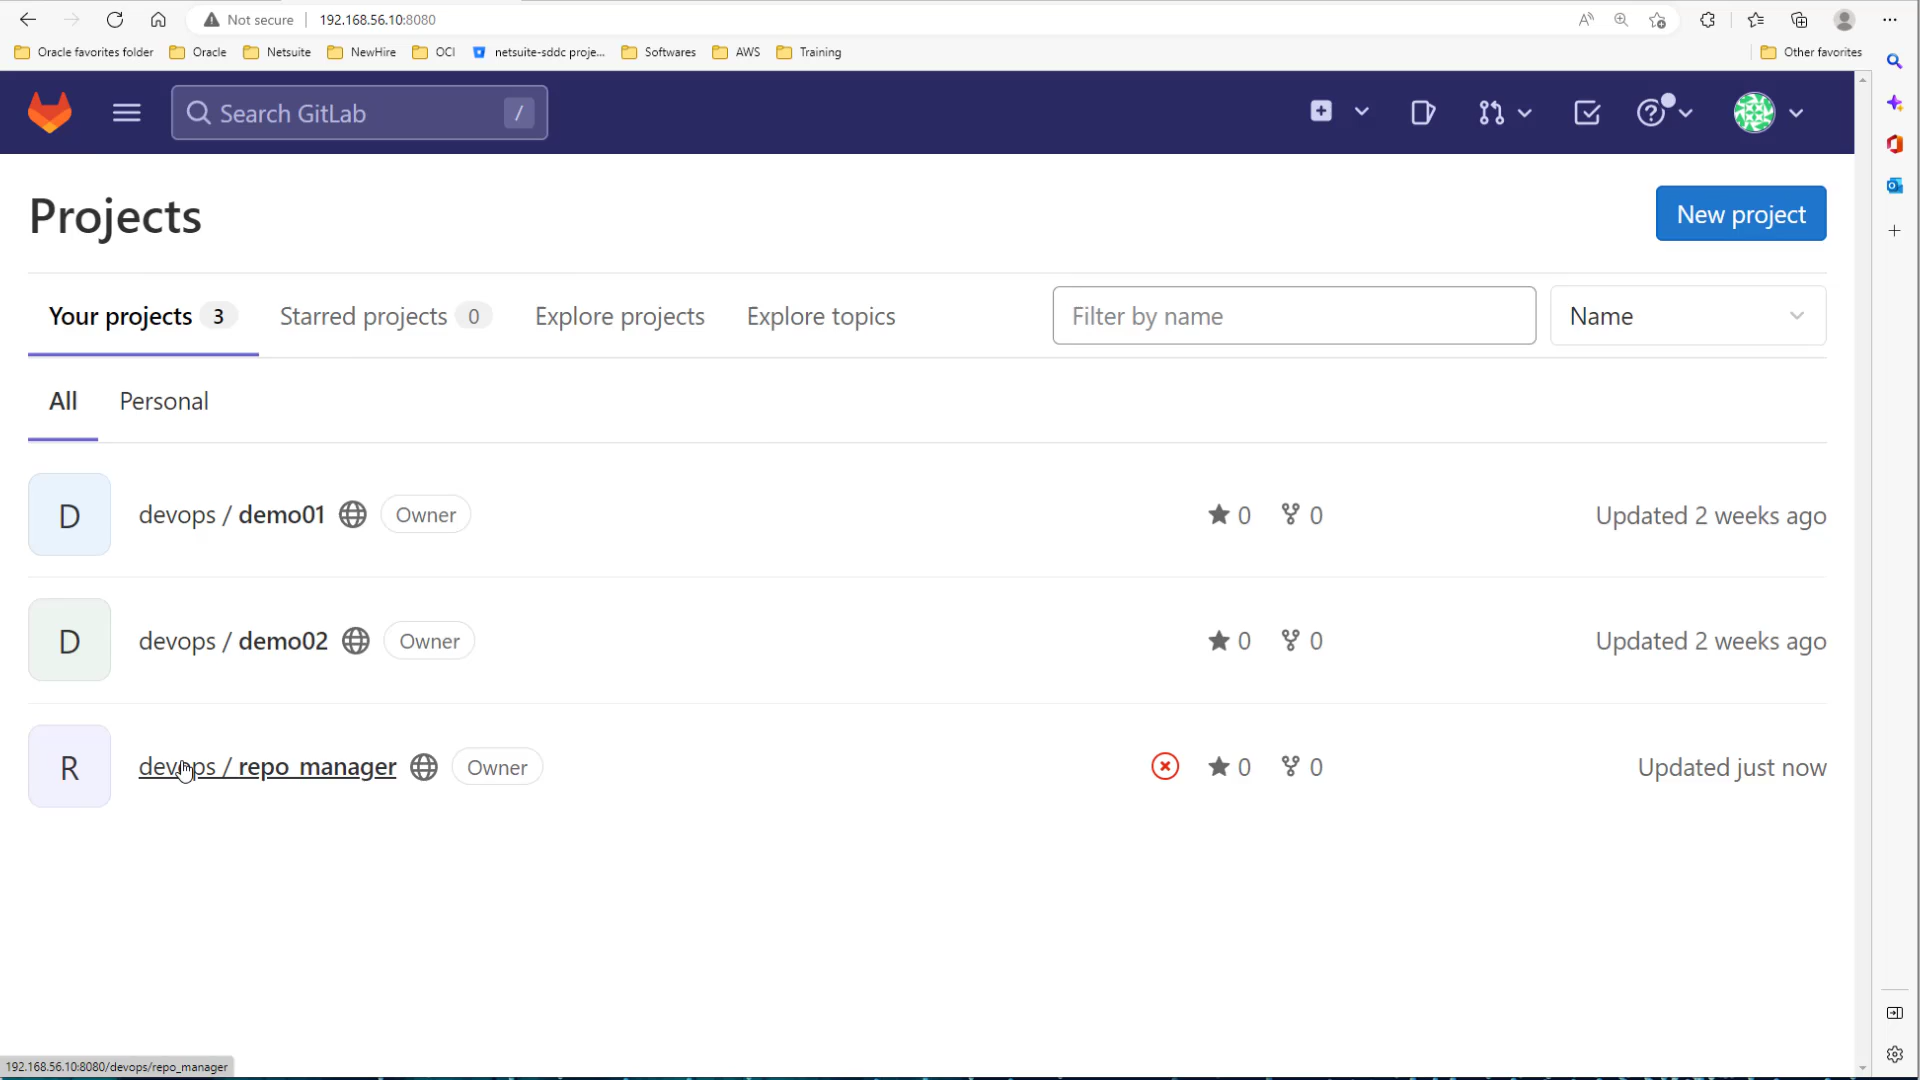 Not secure 192.168.56.10:8080
Oracle favorites folder Oracle Netsuite NewHire OCI netsuite-sddc proje... Softwares AWS Training Other favorites
Search GitLab /
Projects
New project
Your projects 3 Starred projects 0 Explore projects Explore topics Filter by name Name
All Personal
D devops / demo01 Owner 0 0 Updated 2 weeks ago
D devops / demo02 Owner 0 0 Updated 2 weeks ago
R devops / repo_manager Owner 0 0 Updated just now
192.168.56.10:8080/devops/repo_manager